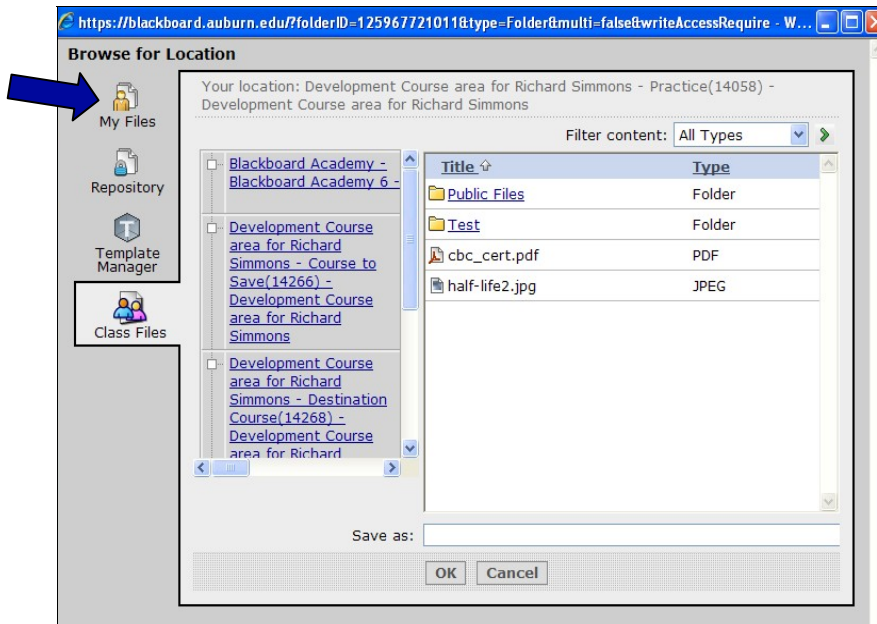 https://blackboard.auburn.edu/?folderID=125967721011&type=Folder&multi=false&writeAccessRequire - W...
Browse for Location
My Files
Repository
Template
Manager
Class Files
Your location: Development Course area for Richard Simmons - Practice(14058) -
Development Course area for Richard Simmons
Filter content: All Types
Blackboard Academy -
Blackboard Academy 6 -
Development Course
area for Richard
Simmons - Course to
Save(14266) -
Development Course
area for Richard
Simmons
Development Course
area for Richard
Simmons - Destination
Course(14268) -
Development Course
area for Richard
Title Type
Public Files Folder
Test Folder
cbc_cert.pdf PDF
half-life2.jpg JPEG
Save as:
OK Cancel